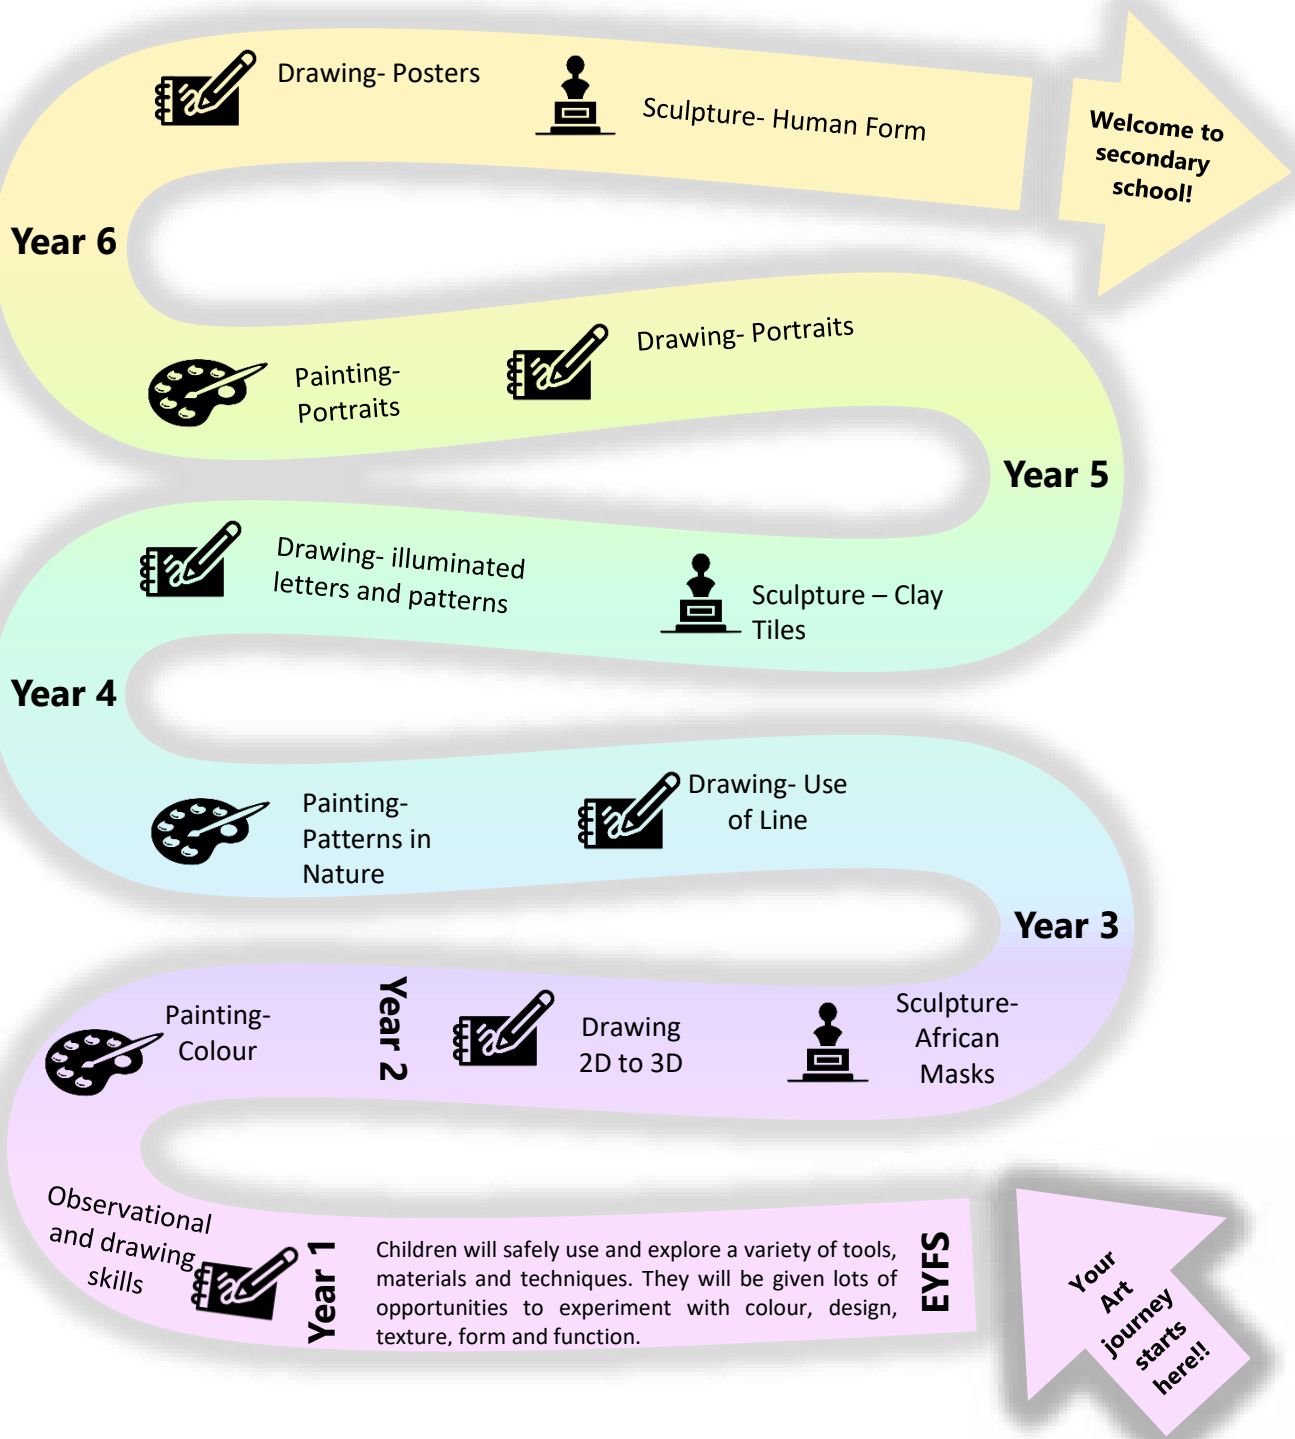 Drawing- Posters
Sculpture- Human Form
Welcome to
secondary
school!
Year 6
Painting-
Portraits
Drawing- Portraits
Year 5
Drawing- illuminated
letters and patterns
Sculpture – Clay
Tiles
Year 4
Painting-
Patterns in
Nature
Drawing- Use
of Line
Year 3
Painting-
Colour
Year 2
Drawing
2D to 3D
Sculpture-
African
Masks
Observational
and drawing
skills
Year 1
Children will safely use and explore a variety of tools,
materials and techniques. They will be given lots of
opportunities to experiment with colour, design,
texture, form and function.
EYFS
Your
Art
journey
starts
here!!